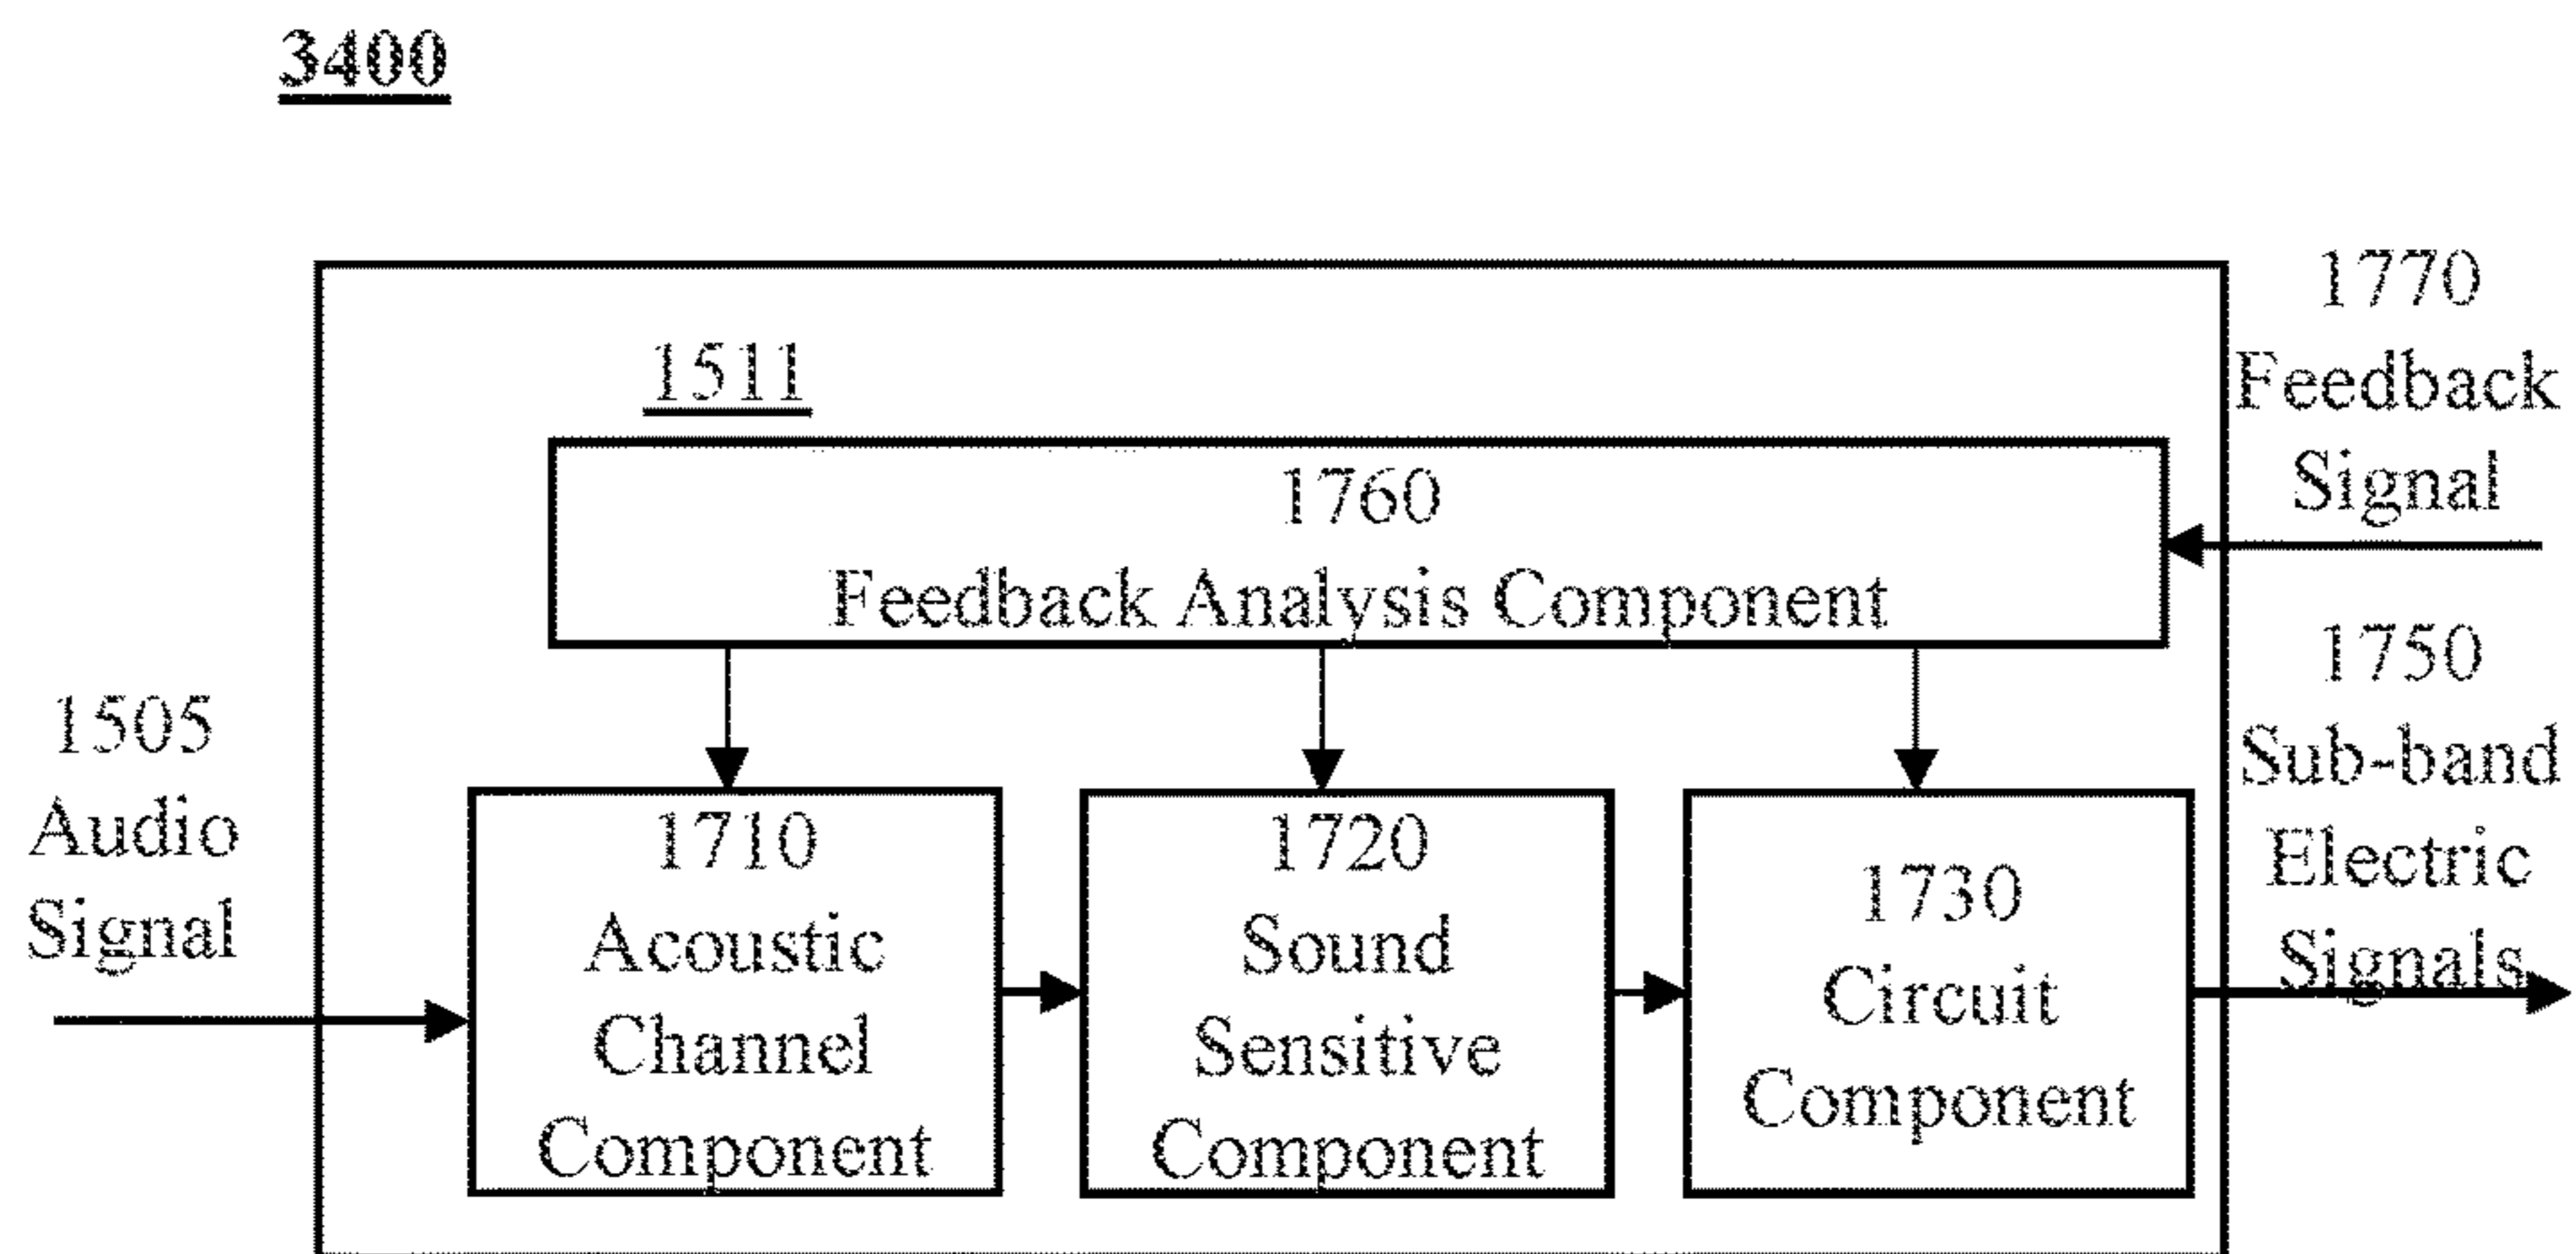 3400
1511
1760
Feedback Analysis Component
1770
Feedback
Signal
1505
Audio
Signal
1710
Acoustic
Channel
Component
1720
Sound
Sensitive
Component
1730
Circuit
Component
1750
Sub-band
Electric
Signals